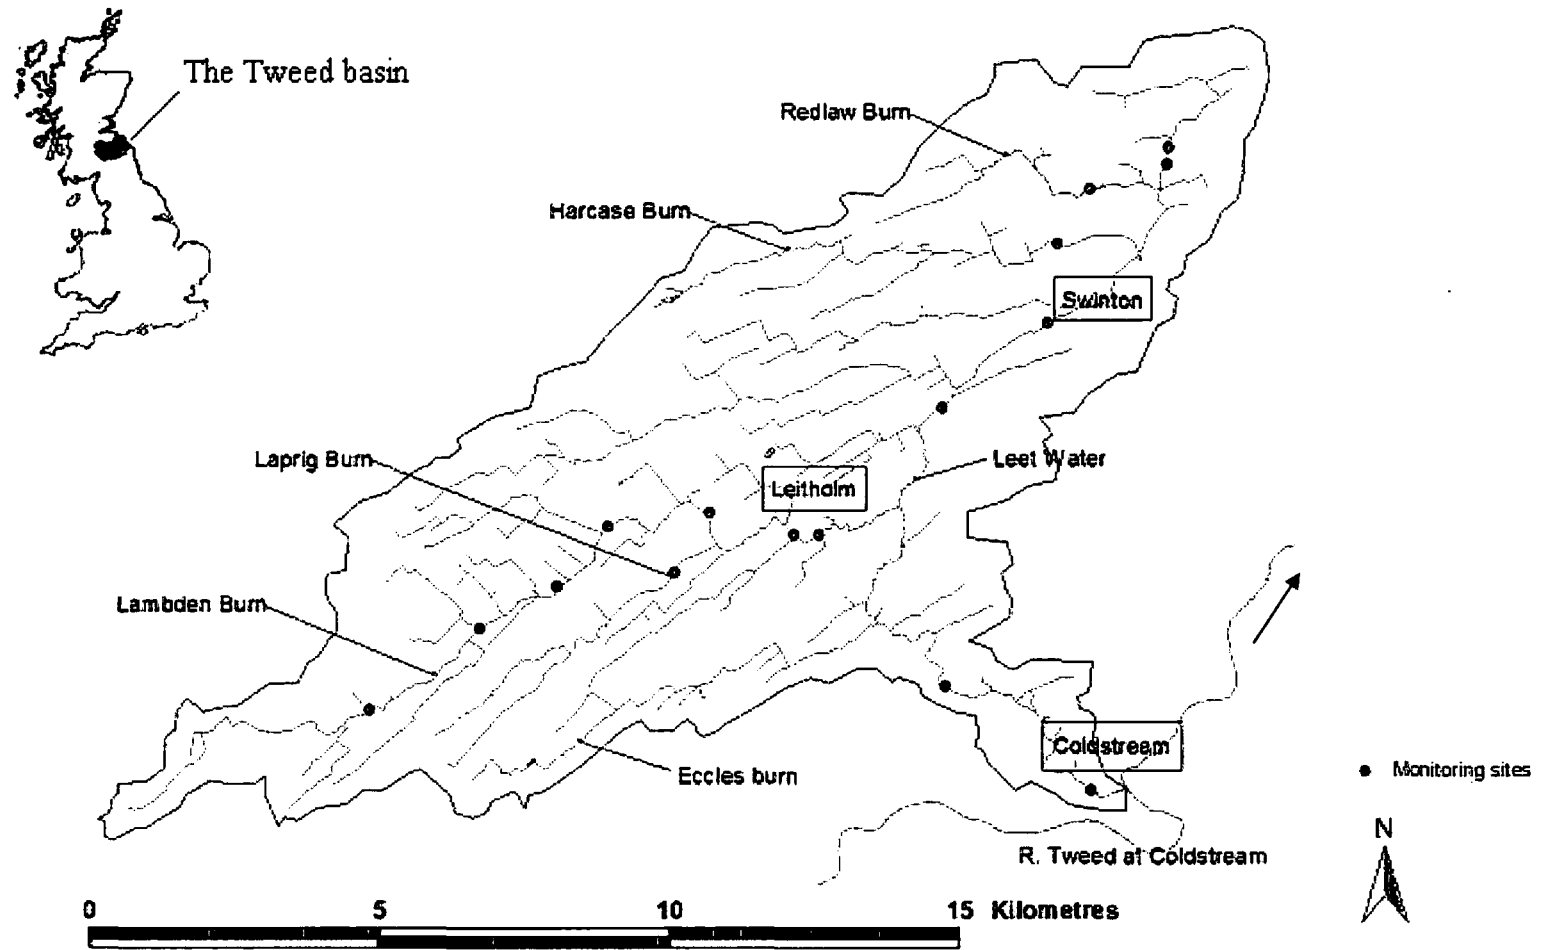 The Tweed basin
Redlaw Burn
Harcase Burn
Swinton
Laprig Burn
Leet Water
Leitholm
Lambden Burn
Coldstream
Eccles burn
Monitoring sites
N
R. Tweed at Coldstream
0 5 10 15 Kilometres